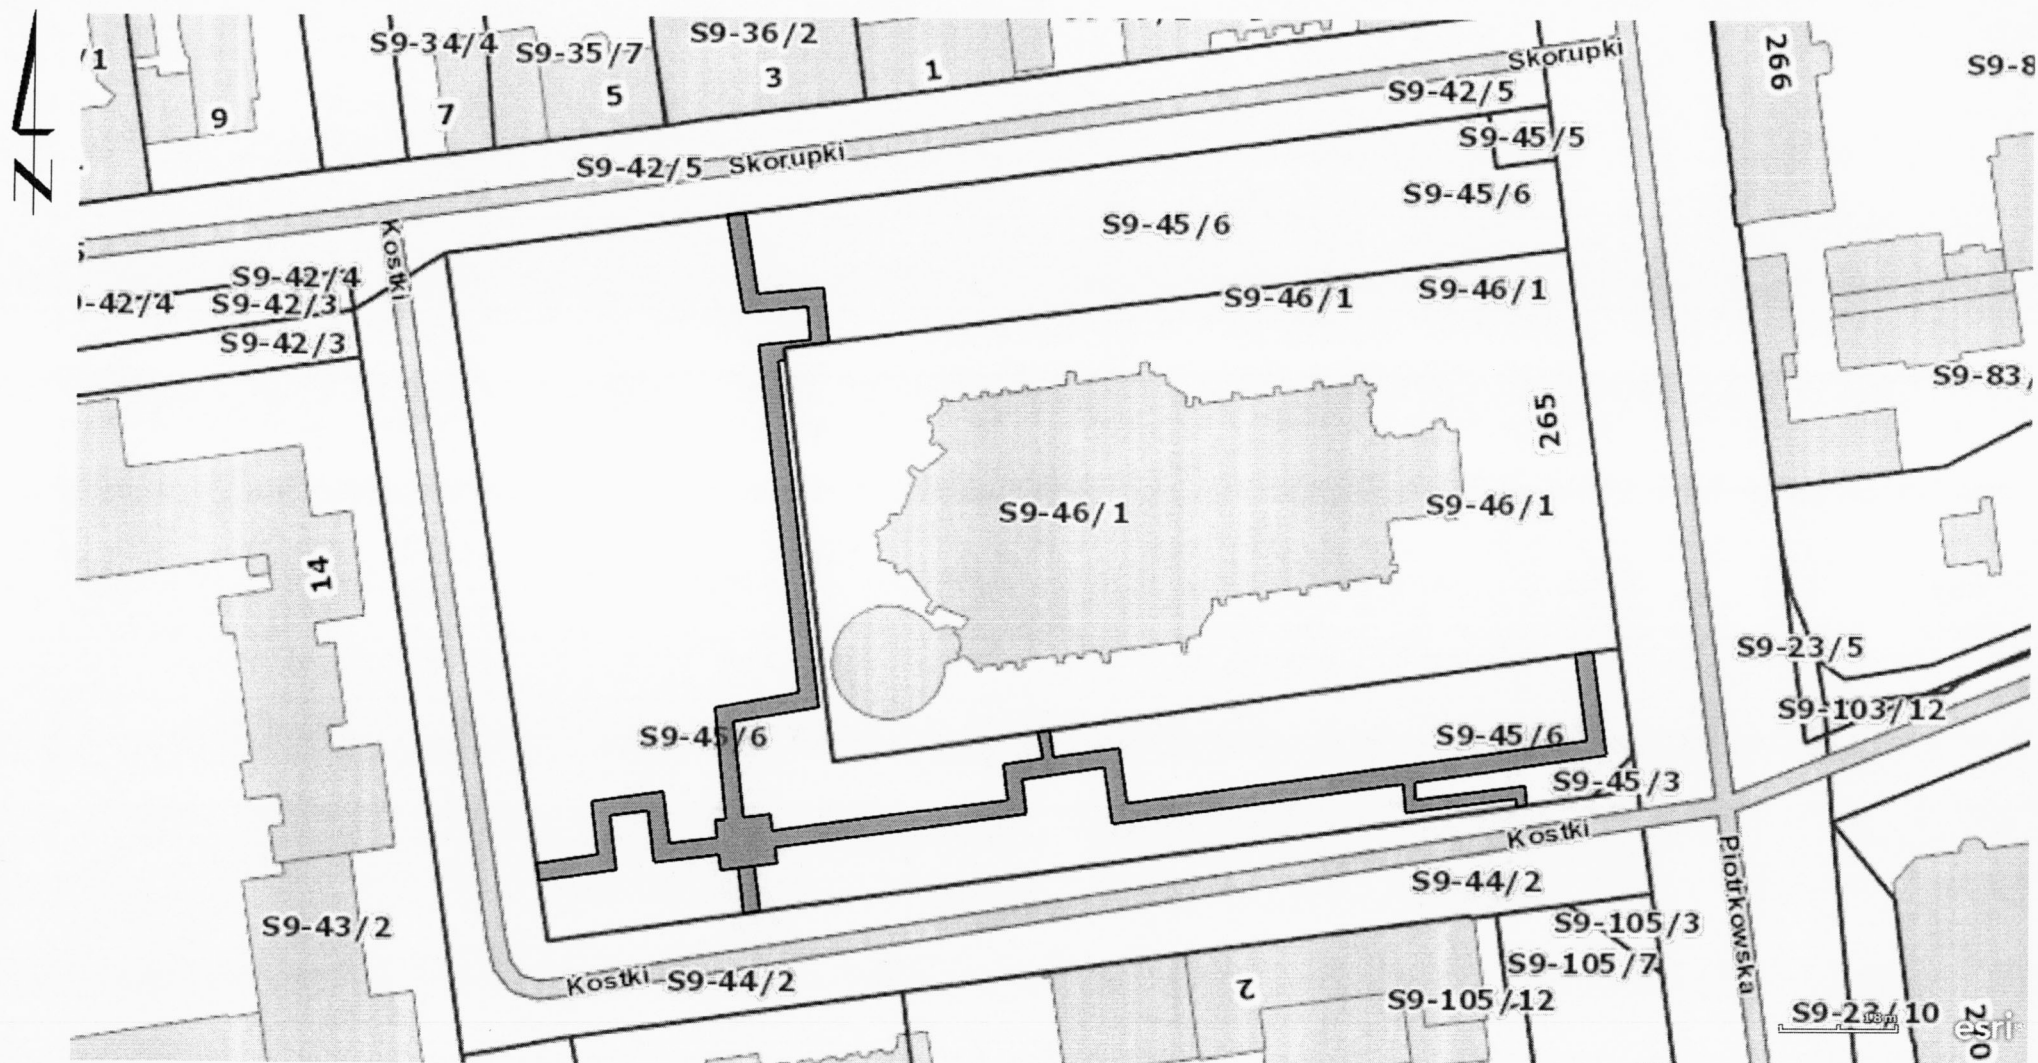 /1
S9-34/4
S9-35/7
S9-36/2
9
7
5
3
1
Skorupki
266
S9-8
S9-42/5
S9-45/5
S9-42/5
Skorupki
S9-45/6
S9-45/6
N
Kostki
S9-42/4
-42/4
S9-42/3
S9-46/1
S9-46/1
S9-42/3
S9-83/
265
S9-46/1
S9-46/1
14
S9-23/5
S9-103/12
S9-45/6
S9-45/6
S9-45/3
Kostki
Piotrkowska
S9-44/2
S9-43/2
S9-105/3
S9-105/7
Kostki
S9-44/2
2
S9-105/12
S9-23/10
18m
esri